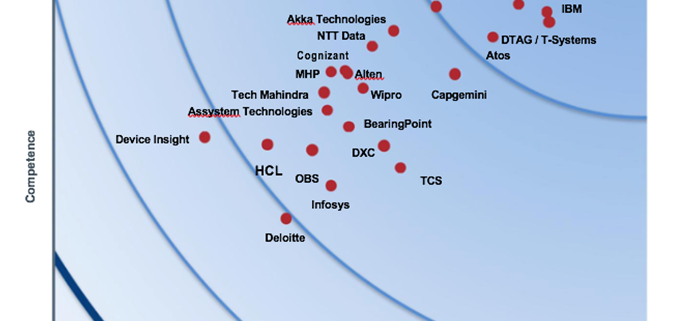 IBM
Akka Technologies
NTT Data
DTAG / T-Systems
Atos
Cognizant
MHP
Alten
Tech Mahindra
Wipro
Capgemini
Assystem Technologies
BearingPoint
Device Insight
DXC
HCL
OBS
TCS
Infosys
Deloitte
Competence